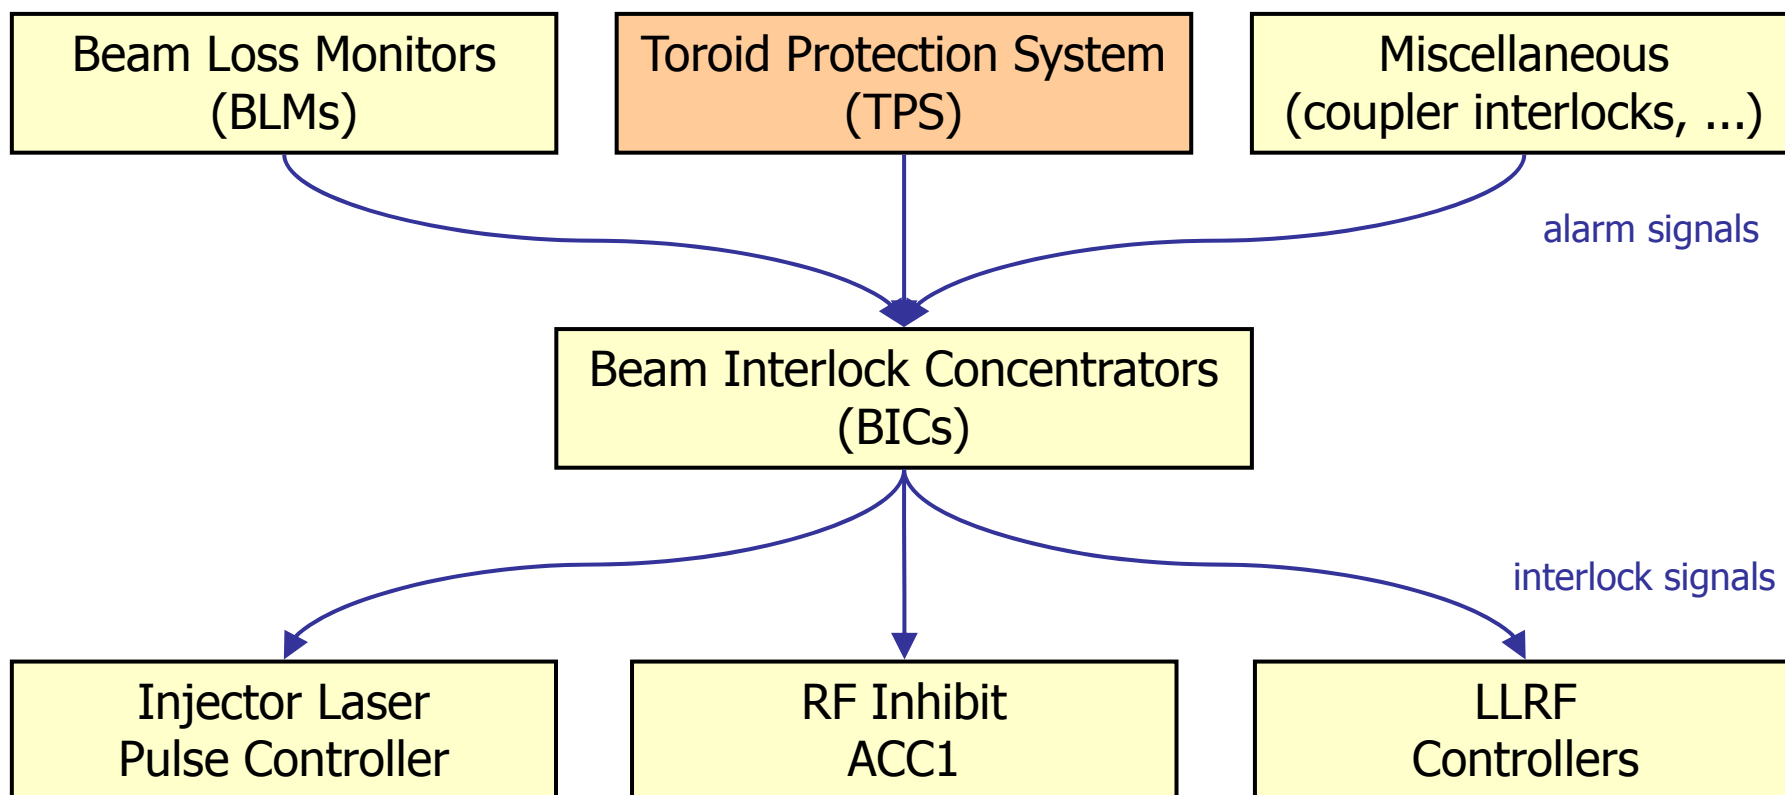 Beam Loss Monitors
(BLMs)
Toroid Protection System
(TPS)
Miscellaneous
(coupler interlocks, ...)
alarm signals
Beam Interlock Concentrators
(BICs)
interlock signals
Injector Laser
Pulse Controller
RF Inhibit
ACC1
LLRF
Controllers